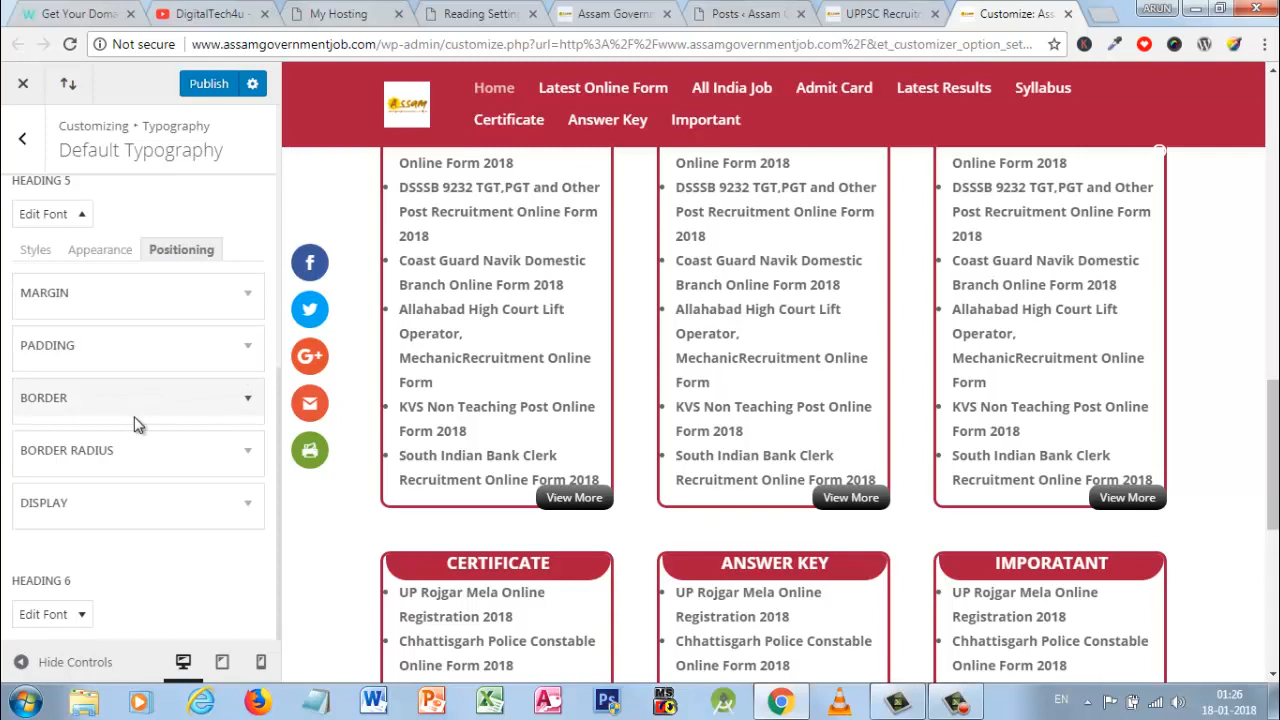 Get Your Doma
DigitalTech4u
My Hosting
Reading Setting
Assam Governm
Posts ‹ Assam G
UPPSC Recruitm
Customize: Ass
ARUN
Not secure
www.assamgovernmentjob.com/wp-admin/customize.php?url=http%3A%2F%2Fwww.assamgovernmentjob.com%2F&et_customizer_option_set...
Publish
Customizing ‣ Typography
Default Typography
HEADING 5
Edit Font
Styles
Appearance
Positioning
MARGIN
PADDING
BORDER
BORDER RADIUS
DISPLAY
HEADING 6
Edit Font
Hide Controls
ASSAM
Home
Latest Online Form
All India Job
Admit Card
Latest Results
Syllabus
Certificate
Answer Key
Important
Online Form 2018
DSSSB 9232 TGT,PGT and Other
Post Recruitment Online Form
2018
Coast Guard Navik Domestic
Branch Online Form 2018
Allahabad High Court Lift
Operator,
MechanicRecruitment Online
Form
KVS Non Teaching Post Online
Form 2018
South Indian Bank Clerk
Recruitment Online Form 2018
View More
Online Form 2018
DSSSB 9232 TGT,PGT and Other
Post Recruitment Online Form
2018
Coast Guard Navik Domestic
Branch Online Form 2018
Allahabad High Court Lift
Operator,
MechanicRecruitment Online
Form
KVS Non Teaching Post Online
Form 2018
South Indian Bank Clerk
Recruitment Online Form 2018
View More
Online Form 2018
DSSSB 9232 TGT,PGT and Other
Post Recruitment Online Form
2018
Coast Guard Navik Domestic
Branch Online Form 2018
Allahabad High Court Lift
Operator,
MechanicRecruitment Online
Form
KVS Non Teaching Post Online
Form 2018
South Indian Bank Clerk
Recruitment Online Form 2018
View More
CERTIFICATE
UP Rojgar Mela Online
Registration 2018
Chhattisgarh Police Constable
Online Form 2018
ANSWER KEY
UP Rojgar Mela Online
Registration 2018
Chhattisgarh Police Constable
Online Form 2018
IMPORATANT
UP Rojgar Mela Online
Registration 2018
Chhattisgarh Police Constable
Online Form 2018
EN
01:26
18-01-2018